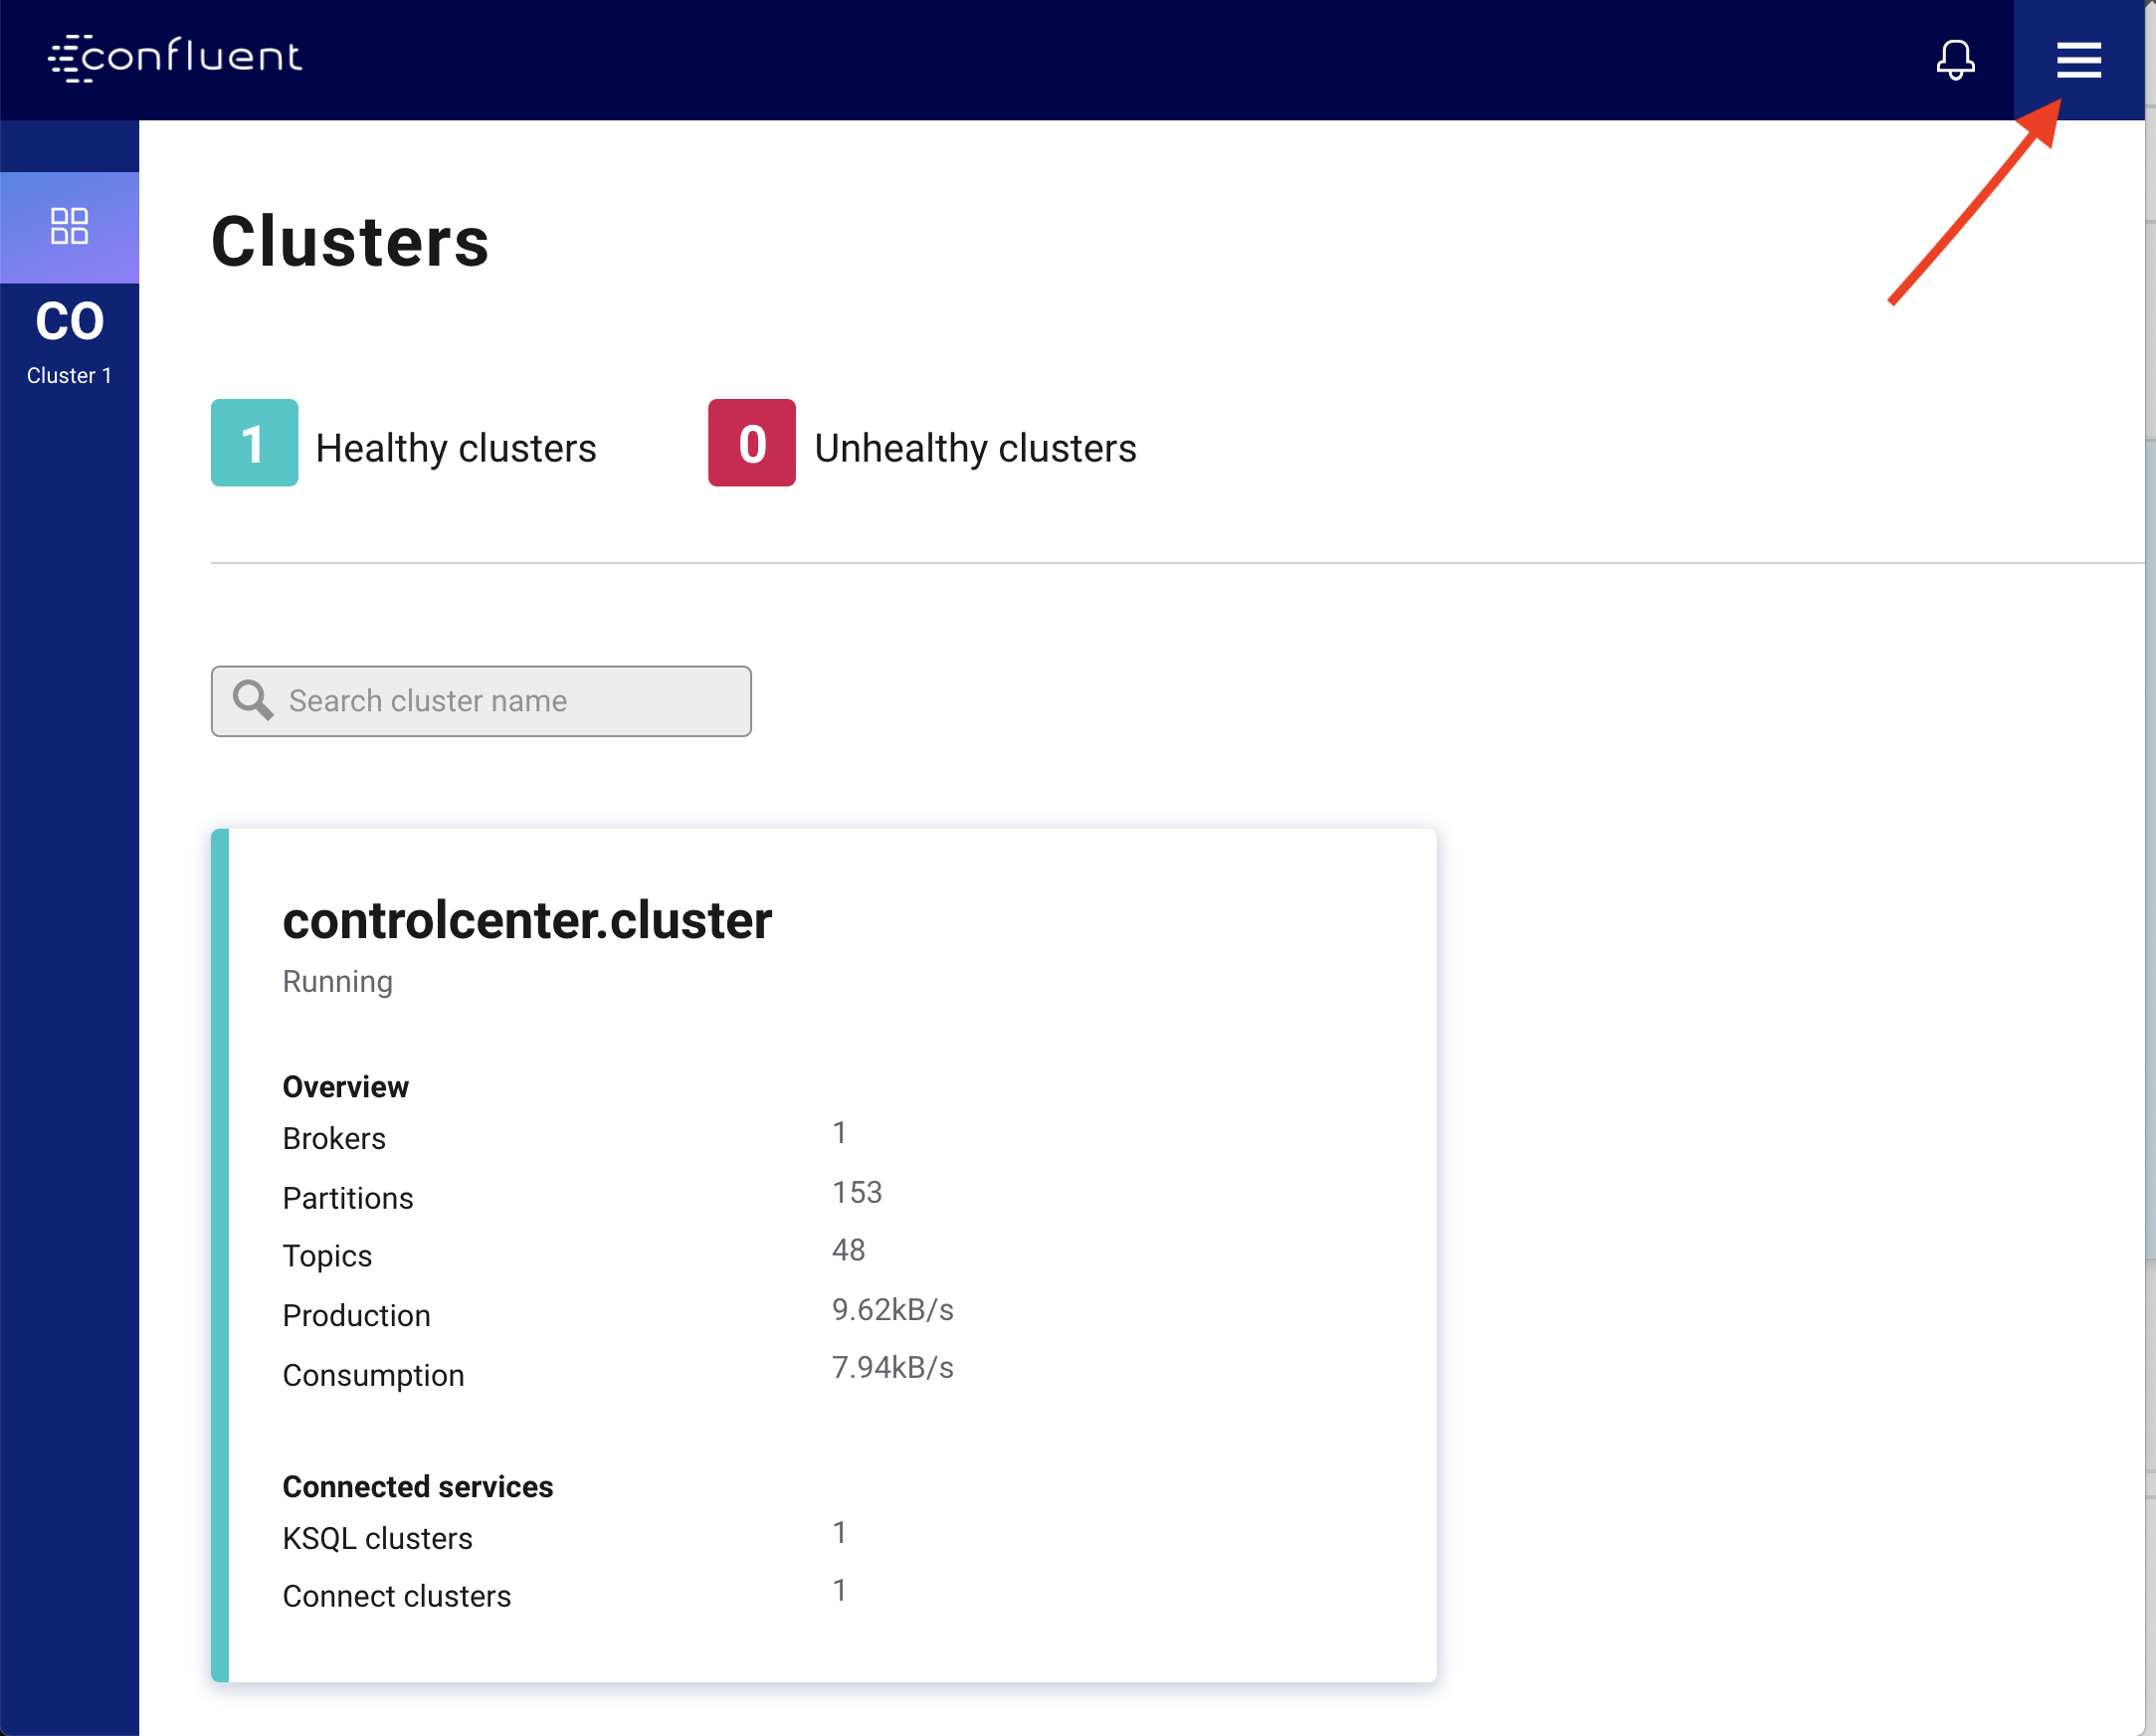 confluent
Clusters
CO
Cluster 1
1 Healthy clusters 0 Unhealthy clusters
Search cluster name
controlcenter.cluster
Running
Overview
Brokers 1
Partitions 153
Topics 48
Production 9.62kB/s
Consumption 7.94kB/s
Connected services
KSQL clusters 1
Connect clusters 1